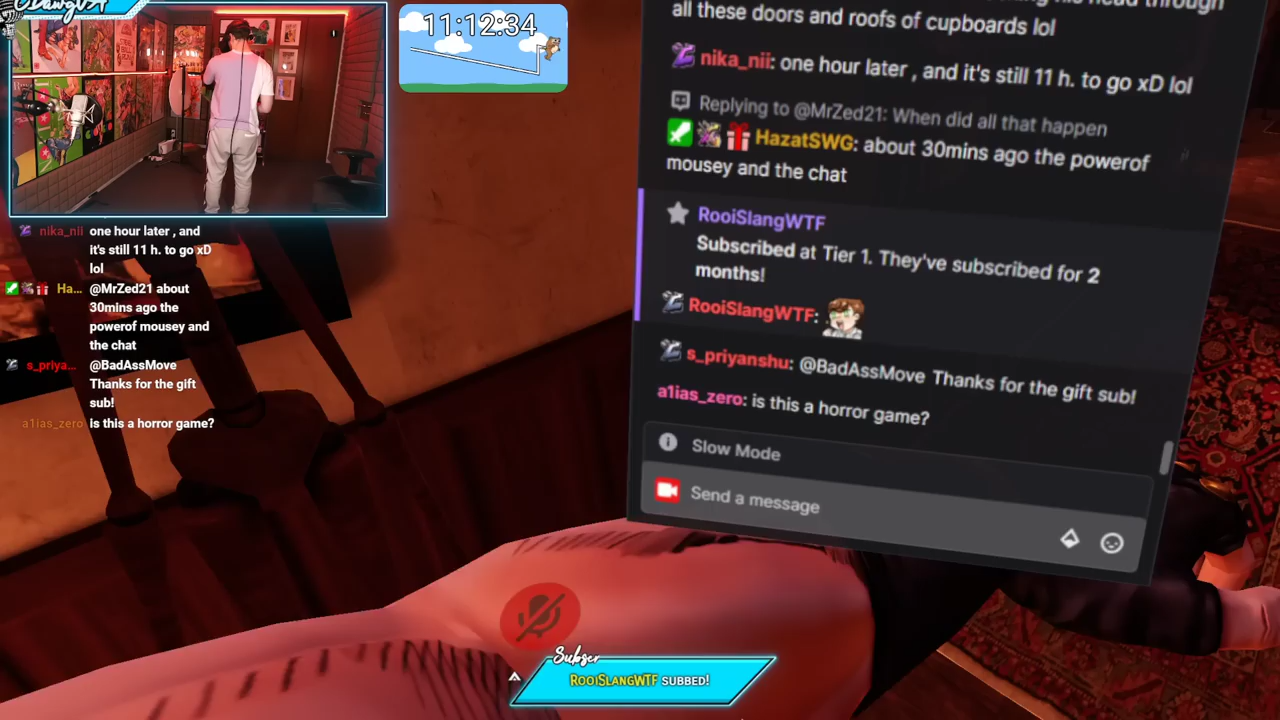 CDawgVA
11:12:34
all these doors and roofs of cupboards lol
nika_nii: one hour later , and it's still 11 h. to go xD lol
Replying to @MrZed21: When did all that happen
HazatSWG: about 30mins ago the powerof
mousey and the chat
RooiSlangWTF
Subscribed at Tier 1. They've subscribed for 2
months!
RooiSlangWTF:
s_priyanshu: @BadAssMove Thanks for the gift sub!
a1ias_zero: is this a horror game?
Slow Mode
Send a message
nika_nii one hour later , and
it's still 11 h. to go xD
lol
Ha... @MrZed21 about
30mins ago the
powerof mousey and
the chat
s_priya... @BadAssMove
Thanks for the gift
sub!
a1ias_zero is this a horror game?
Subscr
RooiSlangWTF SUBBED!